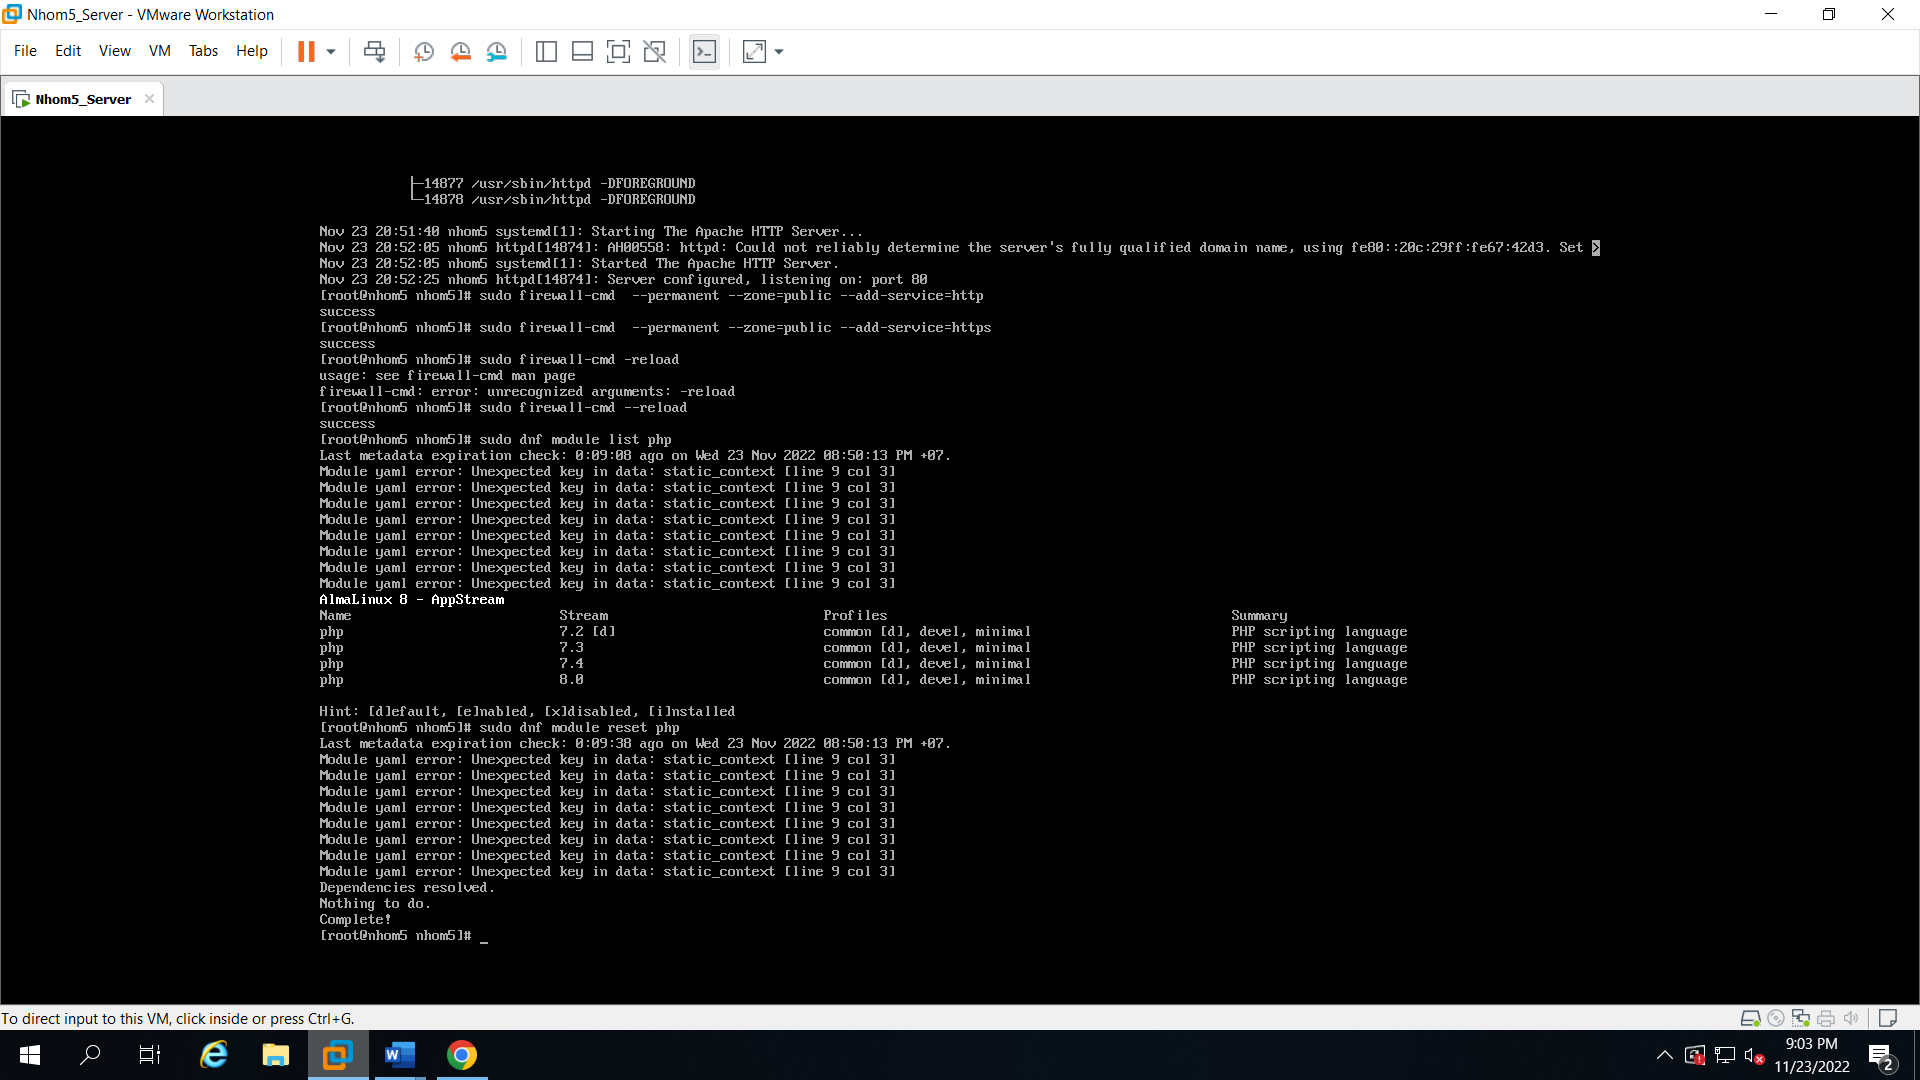 Nhom5_Server - VMware Workstation
File Edit View VM Tabs Help
Nhom5_Server
├─14877 /usr/sbin/httpd -DFOREGROUND
└─14878 /usr/sbin/httpd -DFOREGROUND
Nov 23 20:51:40 nhom5 systemd[1]: Starting The Apache HTTP Server...
Nov 23 20:52:05 nhom5 httpd[14874]: AH00558: httpd: Could not reliably determine the server's fully qualified domain name, using fe80::20c:29ff:fe67:42d3. Set >
Nov 23 20:52:05 nhom5 systemd[1]: Started The Apache HTTP Server.
Nov 23 20:52:25 nhom5 httpd[14874]: Server configured, listening on: port 80
[root@nhom5 nhom5]# sudo firewall-cmd  --permanent --zone=public --add-service=http
success
[root@nhom5 nhom5]# sudo firewall-cmd  --permanent --zone=public --add-service=https
success
[root@nhom5 nhom5]# sudo firewall-cmd -reload
usage: see firewall-cmd man page
firewall-cmd: error: unrecognized arguments: -reload
[root@nhom5 nhom5]# sudo firewall-cmd --reload
success
[root@nhom5 nhom5]# sudo dnf module list php
Last metadata expiration check: 0:09:08 ago on Wed 23 Nov 2022 08:50:13 PM +07.
Module yaml error: Unexpected key in data: static_context [line 9 col 3]
Module yaml error: Unexpected key in data: static_context [line 9 col 3]
Module yaml error: Unexpected key in data: static_context [line 9 col 3]
Module yaml error: Unexpected key in data: static_context [line 9 col 3]
Module yaml error: Unexpected key in data: static_context [line 9 col 3]
Module yaml error: Unexpected key in data: static_context [line 9 col 3]
Module yaml error: Unexpected key in data: static_context [line 9 col 3]
Module yaml error: Unexpected key in data: static_context [line 9 col 3]
AlmaLinux 8 - AppStream
Name Stream Profiles Summary
php 7.2 [d] common [d], devel, minimal PHP scripting language
php 7.3 common [d], devel, minimal PHP scripting language
php 7.4 common [d], devel, minimal PHP scripting language
php 8.0 common [d], devel, minimal PHP scripting language
Hint: [d]efault, [e]nabled, [x]disabled, [i]nstalled
[root@nhom5 nhom5]# sudo dnf module reset php
Last metadata expiration check: 0:09:38 ago on Wed 23 Nov 2022 08:50:13 PM +07.
Module yaml error: Unexpected key in data: static_context [line 9 col 3]
Module yaml error: Unexpected key in data: static_context [line 9 col 3]
Module yaml error: Unexpected key in data: static_context [line 9 col 3]
Module yaml error: Unexpected key in data: static_context [line 9 col 3]
Module yaml error: Unexpected key in data: static_context [line 9 col 3]
Module yaml error: Unexpected key in data: static_context [line 9 col 3]
Module yaml error: Unexpected key in data: static_context [line 9 col 3]
Module yaml error: Unexpected key in data: static_context [line 9 col 3]
Dependencies resolved.
Nothing to do.
Complete!
[root@nhom5 nhom5]# _
To direct input to this VM, click inside or press Ctrl+G.
9:03 PM
11/23/2022
2